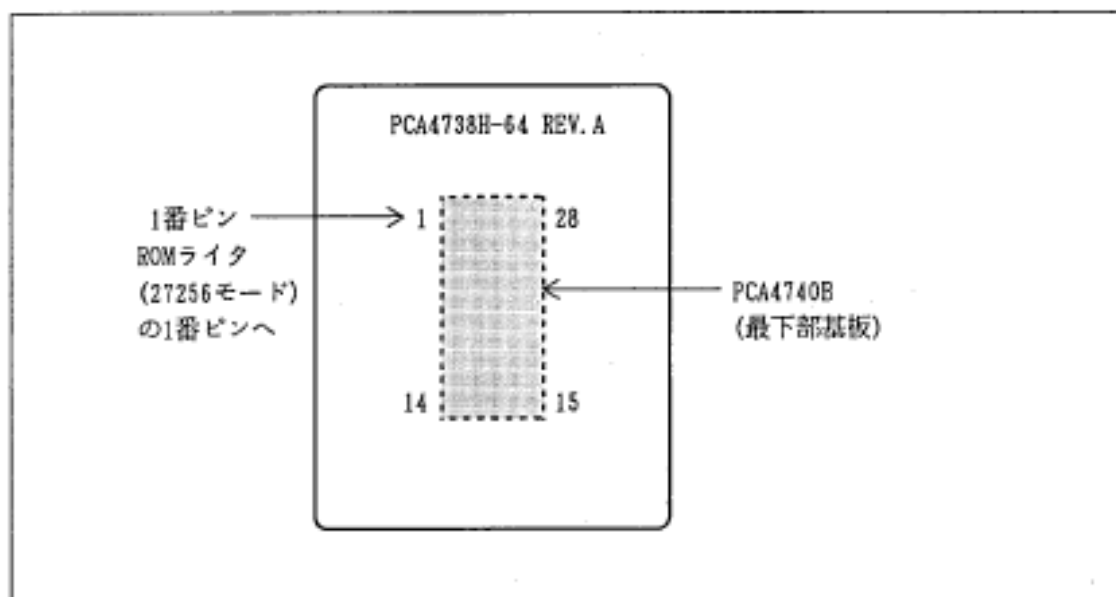 PCA4738H-64 REV.A
1番ピン
ROMライタ
(27256モード)
の1番ピンへ
1
28
PCA4740B
(最下部基板)
14
15